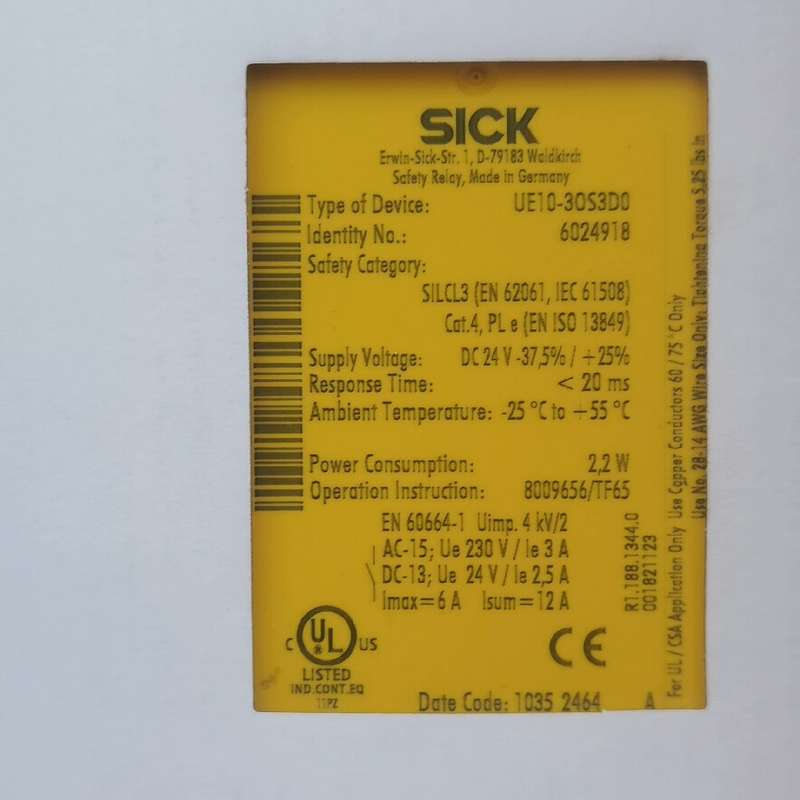 SICK
Erwin-Sick-Str. 1, D-79183 Waldkirch
Safety Relay, Made in Germany
Type of Device: UE10-3OS3D0
Identity No.: 6024918
Safety Category:
SILCL3 (EN 62061, IEC 61508)
Cat.4, PL e (EN ISO 13849)
Supply Voltage: DC 24 V -37,5% / +25%
Response Time: < 20 ms
Ambient Temperature: -25 °C to +55 °C
Power Consumption: 2,2 W
Operation Instruction: 8009656/TF65
EN 60664-1 Uimp. 4 kV/2
AC-15; Ue 230 V / Ie 3 A
DC-13; Ue 24 V / Ie 2,5 A
Imax=6 A Isum=12 A
C UL ® US
LISTED
IND.CONT.EQ
11PZ
CE
Date Code: 1035 2464 A
R1.188.1344.0
001821123
For UL / CSA Application Only Use Copper Conductors 60 / 75 °C Only
Use No. 28-14 AWG Wire Size Only; Tightening Torque 5.25 lbs in